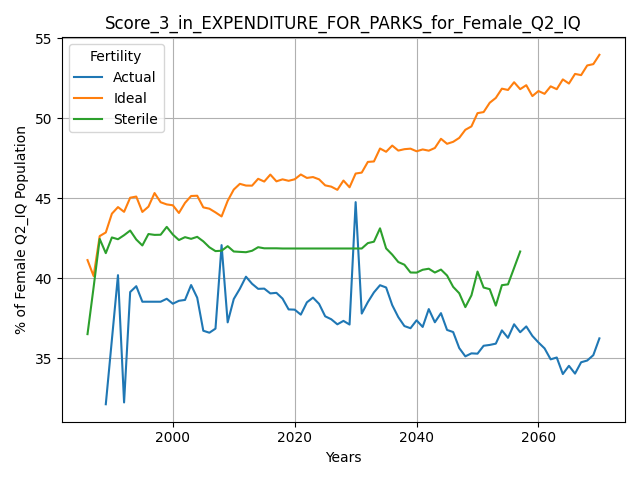 Score_3_in_EXPENDITURE_FOR_PARKS_for_Female_Q2_IQ
Fertility
Actual
Ideal
Sterile
% of Female Q2_IQ Population
55
50
45
40
35
2000
2020
2040
2060
Years